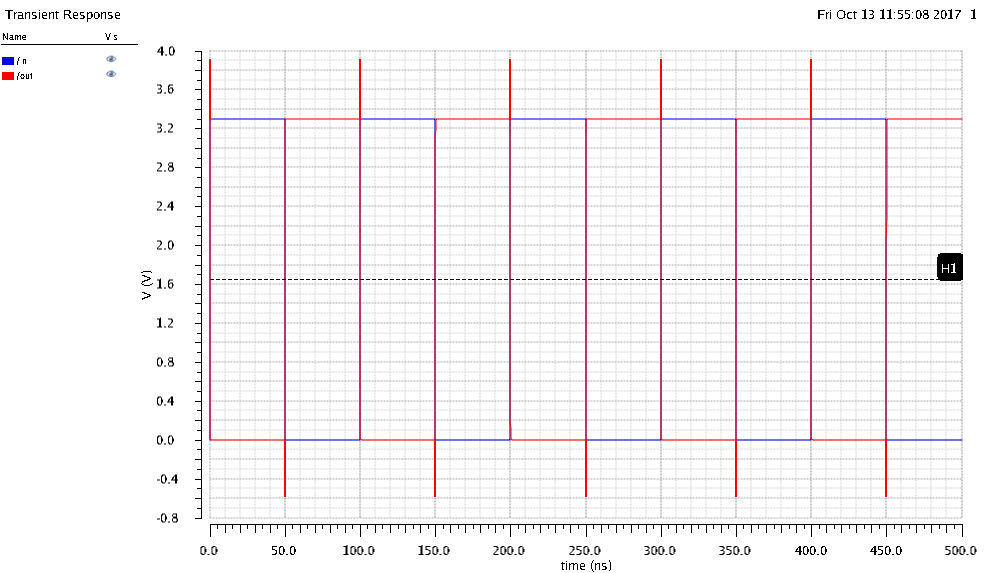 Transient Response
Fri Oct 13 11:55:08 2017 1
Name Vs
/in
/out
4.0
3.6
3.2
2.8
2.4
2.0
1.6
1.2
0.8
0.4
0.0
-0.4
-0.8
V (V)
H1
0.0 50.0 100.0 150.0 200.0 250.0 300.0 350.0 400.0 450.0 500.0
time (ns)